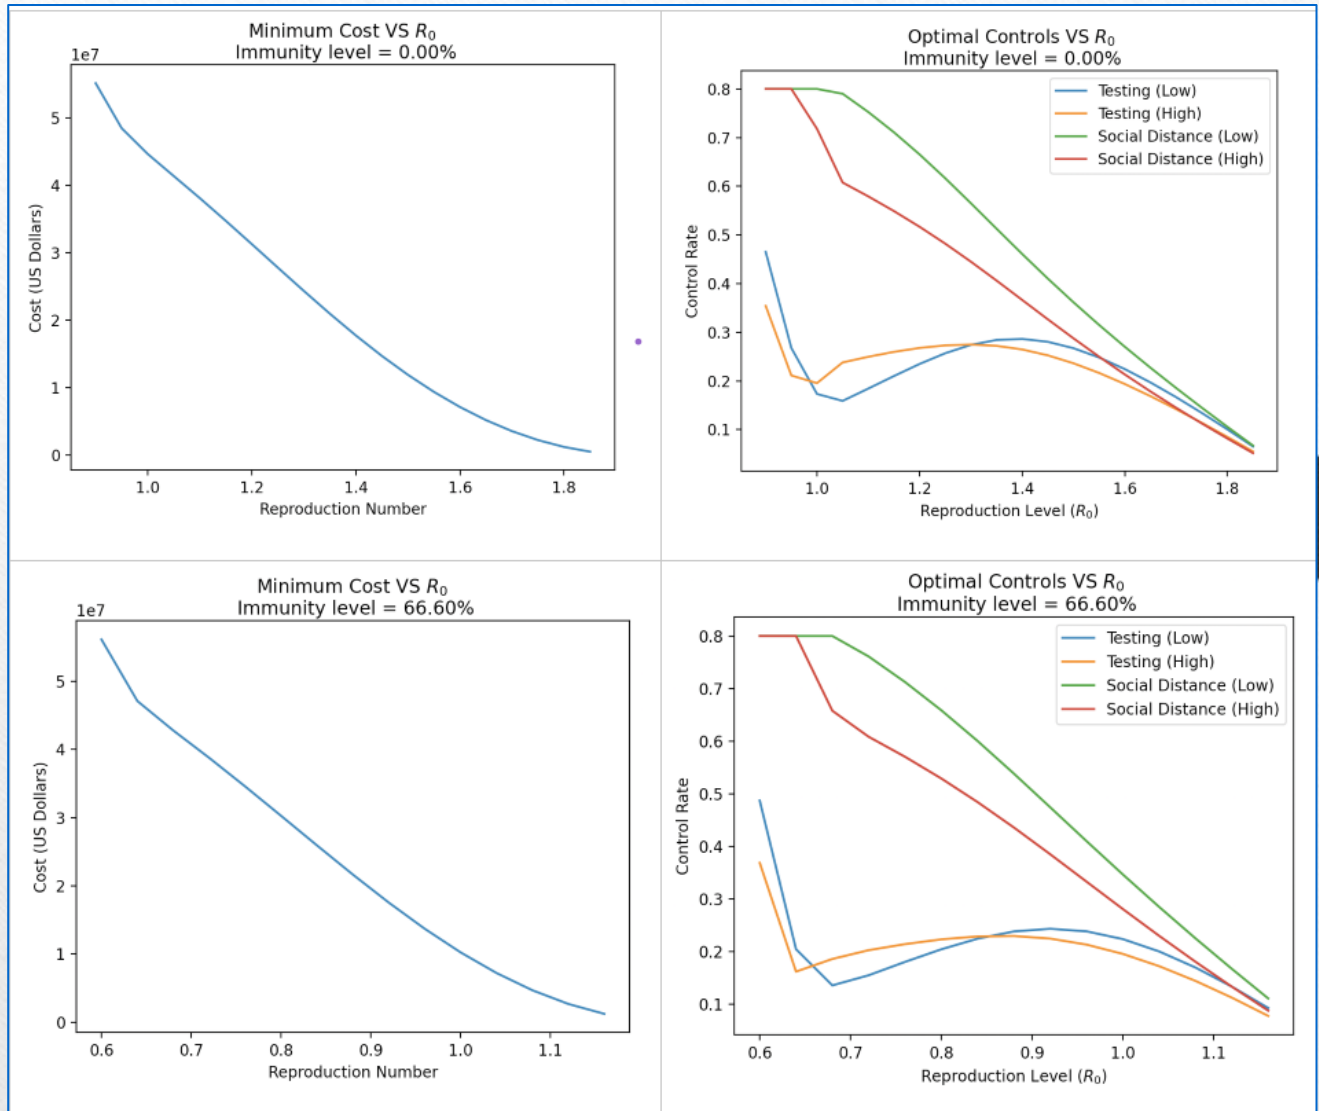 Minimum Cost VS R₀
Immunity level = 0.00%
1e7
5
4
3
2
1
0
Cost (US Dollars)
1.0 1.2 1.4 1.6 1.8
Reproduction Number
Optimal Controls VS R₀
Immunity level = 0.00%
Testing (Low)
Testing (High)
Social Distance (Low)
Social Distance (High)
0.8
0.7
0.6
0.5
0.4
0.3
0.2
0.1
Control Rate
1.0 1.2 1.4 1.6 1.8
Reproduction Level (R₀)
Minimum Cost VS R₀
Immunity level = 66.60%
1e7
5
4
3
2
1
0
Cost (US Dollars)
0.6 0.7 0.8 0.9 1.0 1.1
Reproduction Number
Optimal Controls VS R₀
Immunity level = 66.60%
Testing (Low)
Testing (High)
Social Distance (Low)
Social Distance (High)
0.8
0.7
0.6
0.5
0.4
0.3
0.2
0.1
Control Rate
0.6 0.7 0.8 0.9 1.0 1.1
Reproduction Level (R₀)